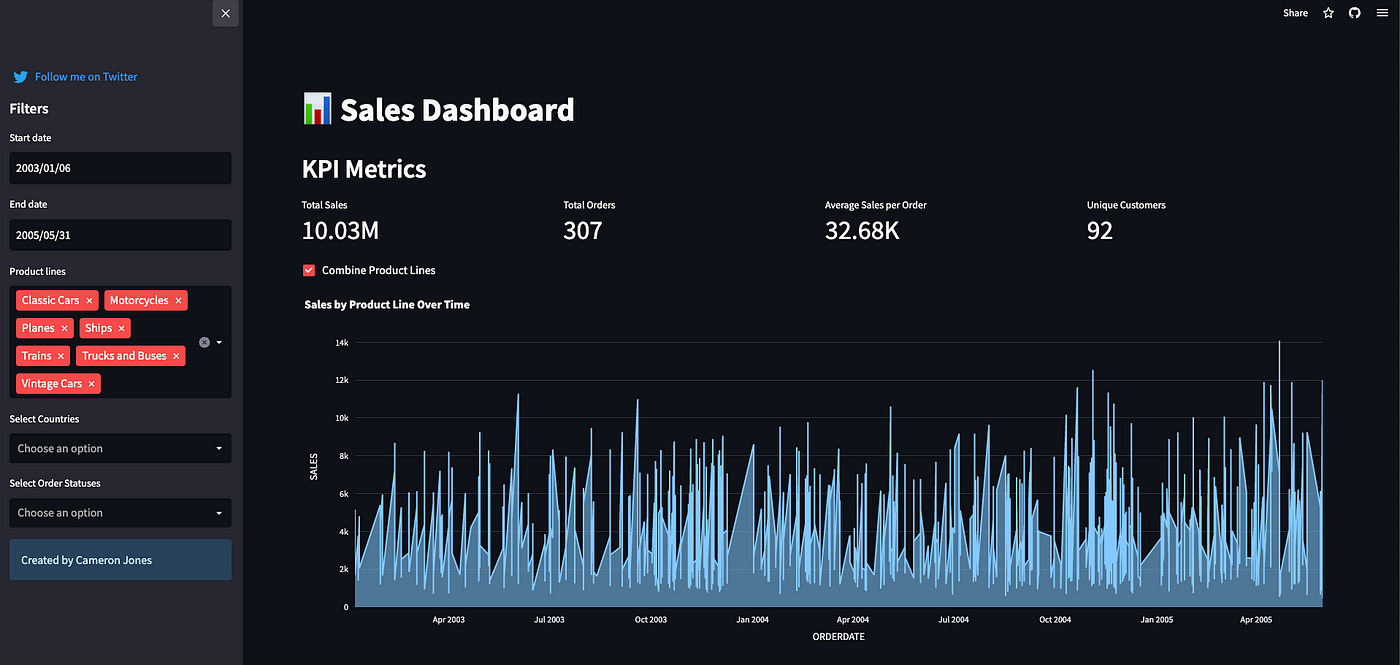 Share
Follow me on Twitter
Filters
Start date
2003/01/06
End date
2005/05/31
Product lines
Classic Cars × Motorcycles ×
Planes × Ships ×
Trains × Trucks and Buses ×
Vintage Cars ×
Select Countries
Choose an option
Select Order Statuses
Choose an option
Created by Cameron Jones
Sales Dashboard
KPI Metrics
Total Sales Total Orders Average Sales per Order Unique Customers
10.03M 307 32.68K 92
Combine Product Lines
Sales by Product Line Over Time
SALES
14k
12k
10k
8k
6k
4k
2k
0
Apr 2003 Jul 2003 Oct 2003 Jan 2004 Apr 2004 Jul 2004 Oct 2004 Jan 2005 Apr 2005
ORDERDATE